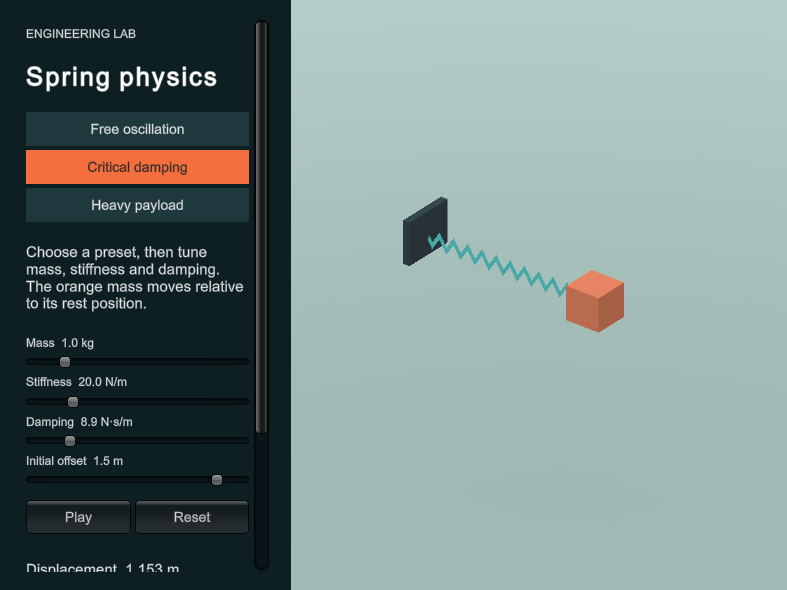 ENGINEERING LAB
Spring physics
Free oscillation
Critical damping
Heavy payload
Choose a preset, then tune
mass, stiffness and damping.
The orange mass moves relative
to its rest position.
Mass  1.0 kg
Stiffness  20.0 N/m
Damping  8.9 N·s/m
Initial offset  1.5 m
Play
Reset
Displacement  1.153 m